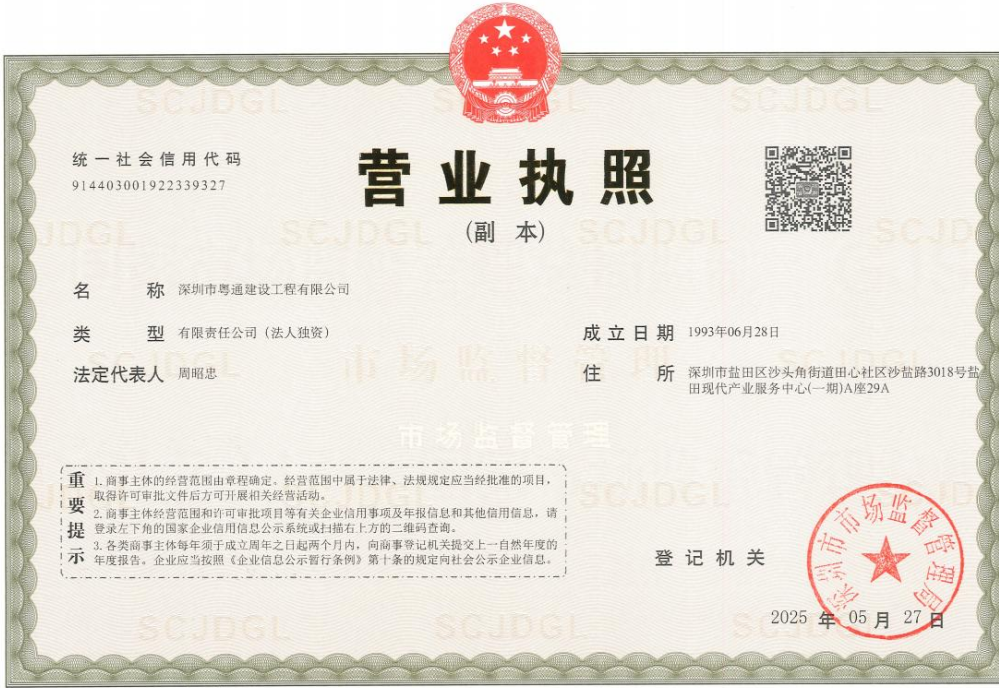 统一社会信用代码
914403001922339327
营业执照
(副 本)
名 称 深圳市粤通建设工程有限公司
类 型 有限责任公司（法人独资）
法定代表人 周昭忠
成立日期 1993年06月28日
住 所 深圳市盐田区沙头角街道田心社区沙盐路3018号盐
田现代产业服务中心(一期)A座29A
市场监督管理
市场监督管理
重要提示
1.商事主体的经营范围由章程确定。经营范围中属于法律、法规规定应当经批准的项目，
取得许可审批文件后方可开展相关经营活动。
2.商事主体经营范围和许可审批项目等有关企业信用事项及年报信息和其他信用信息，请
登录左下角的国家企业信用信息公示系统或扫描右上方的二维码查询。
3.各类商事主体每年须于成立周年之日起两个月内，向商事登记机关提交上一自然年度的
年度报告。企业应当按照《企业信息公示暂行条例》第十条的规定向社会公示企业信息。
登记机关
深圳市市场监督管理局
2025 年 05 月 27 日
SCJDGL SCJDGL SCJDGL
SCJDGL SCJDGL SCJDGL SCJD
SCJDGL SCJDGL
SCJDGL SCJDGL SCJDGL